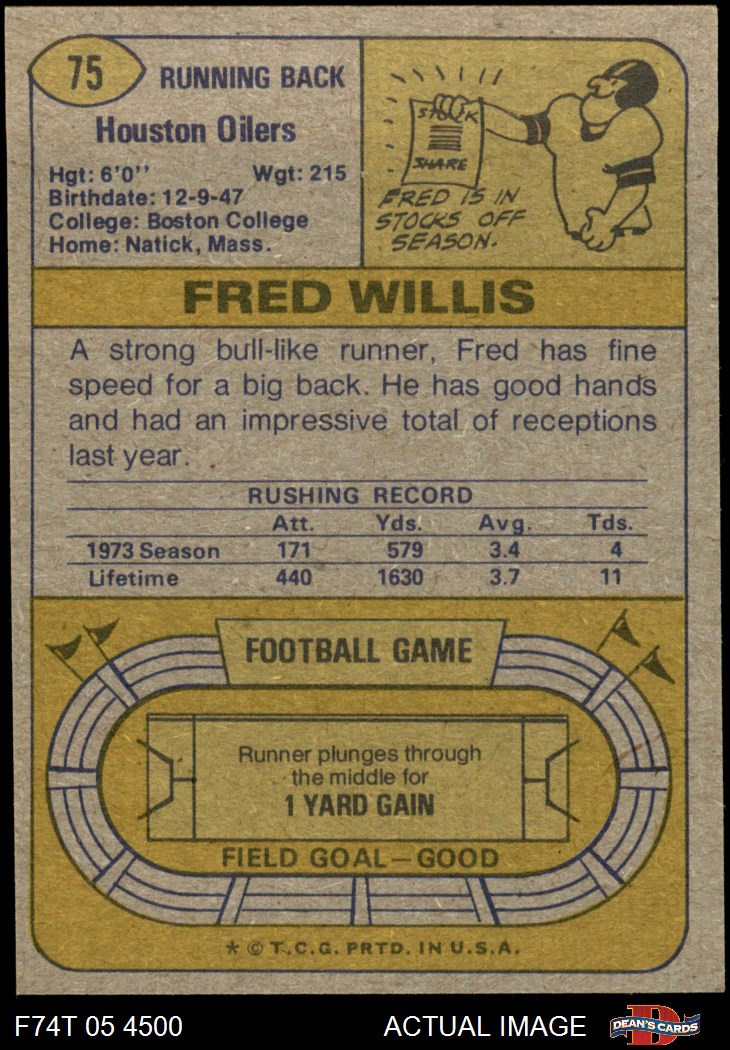 75
RUNNING BACK
Houston Oilers
Hgt: 6'0'' Wgt: 215
Birthdate: 12-9-47
College: Boston College
Home: Natick, Mass.
STOCK
SHARE
FRED IS IN
STOCKS OFF
SEASON.
FRED WILLIS
A strong bull-like runner, Fred has fine
speed for a big back. He has good hands
and had an impressive total of receptions
last year.
RUSHING RECORD
Att. Yds. Avg. Tds.
1973 Season 171 579 3.4 4
Lifetime 440 1630 3.7 11
FOOTBALL GAME
Runner plunges through
the middle for
1 YARD GAIN
FIELD GOAL—GOOD
* © T.C.G. PRTD. IN U.S.A.
F74T 05 4500 ACTUAL IMAGE
D
DEAN'S CARDS